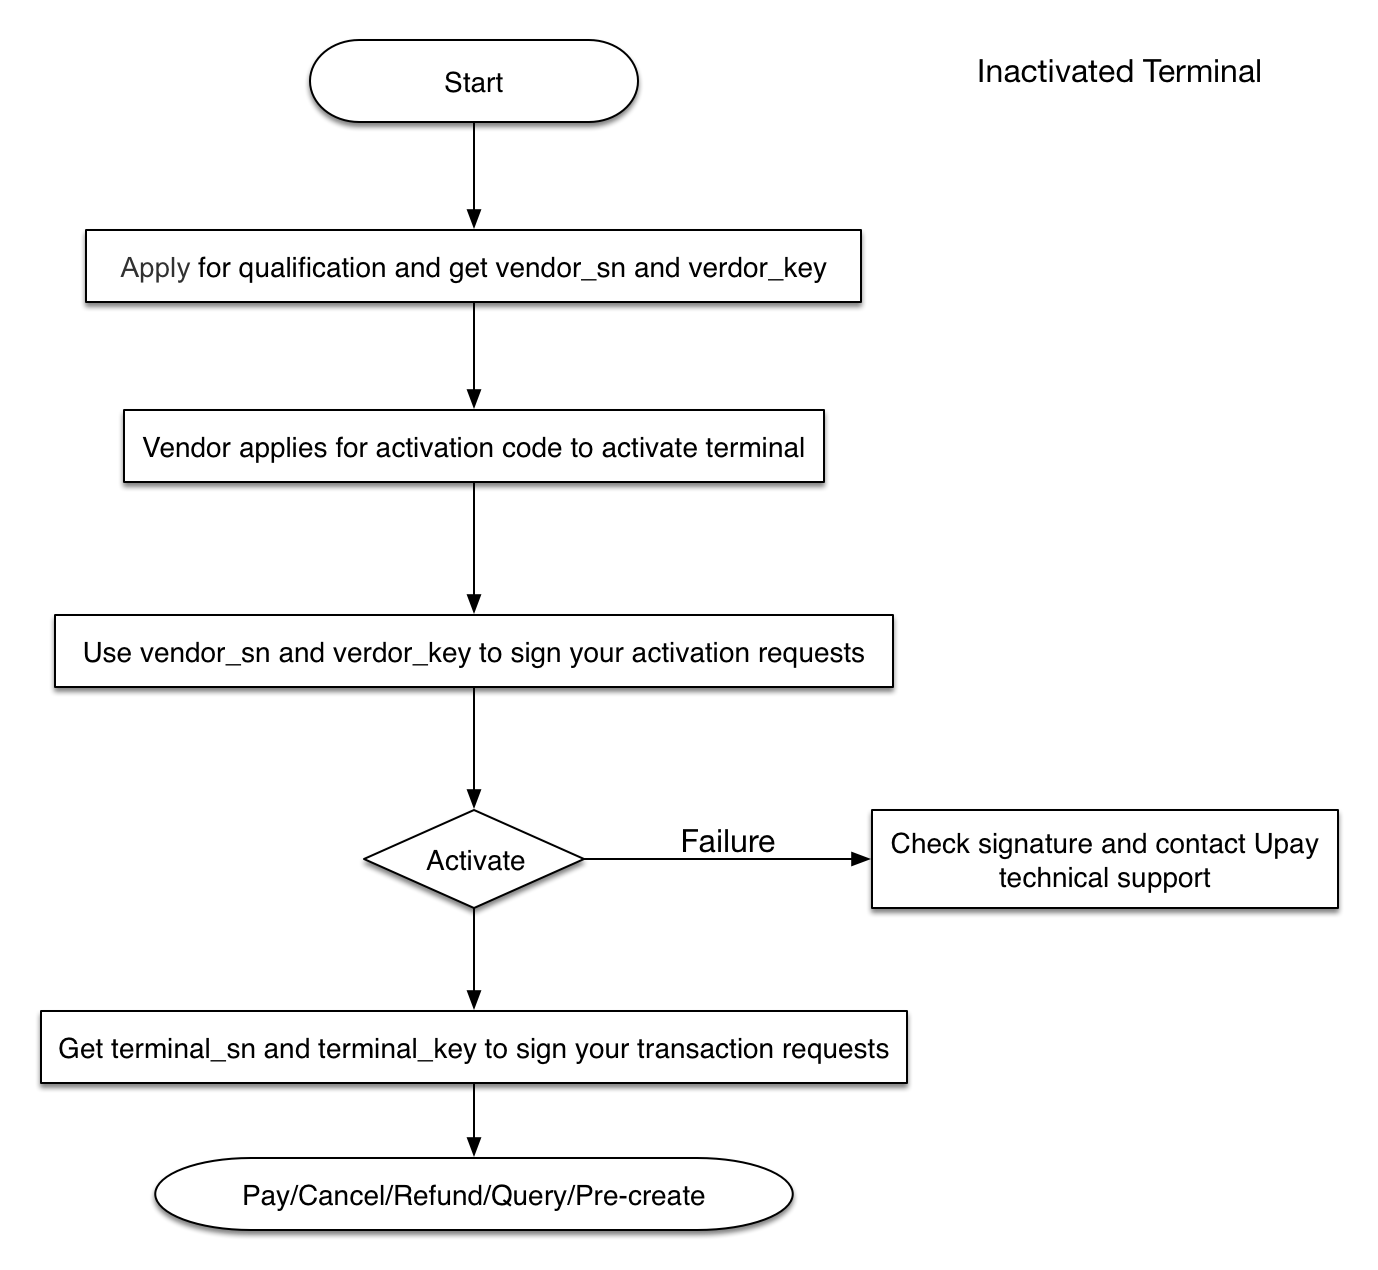 Start
Inactivated Terminal
Apply for qualification and get vendor_sn and verdor_key
Vendor applies for activation code to activate terminal
Use vendor_sn and verdor_key to sign your activation requests
Activate
Failure
Check signature and contact Upay
technical support
Get terminal_sn and terminal_key to sign your transaction requests
Pay/Cancel/Refund/Query/Pre-create